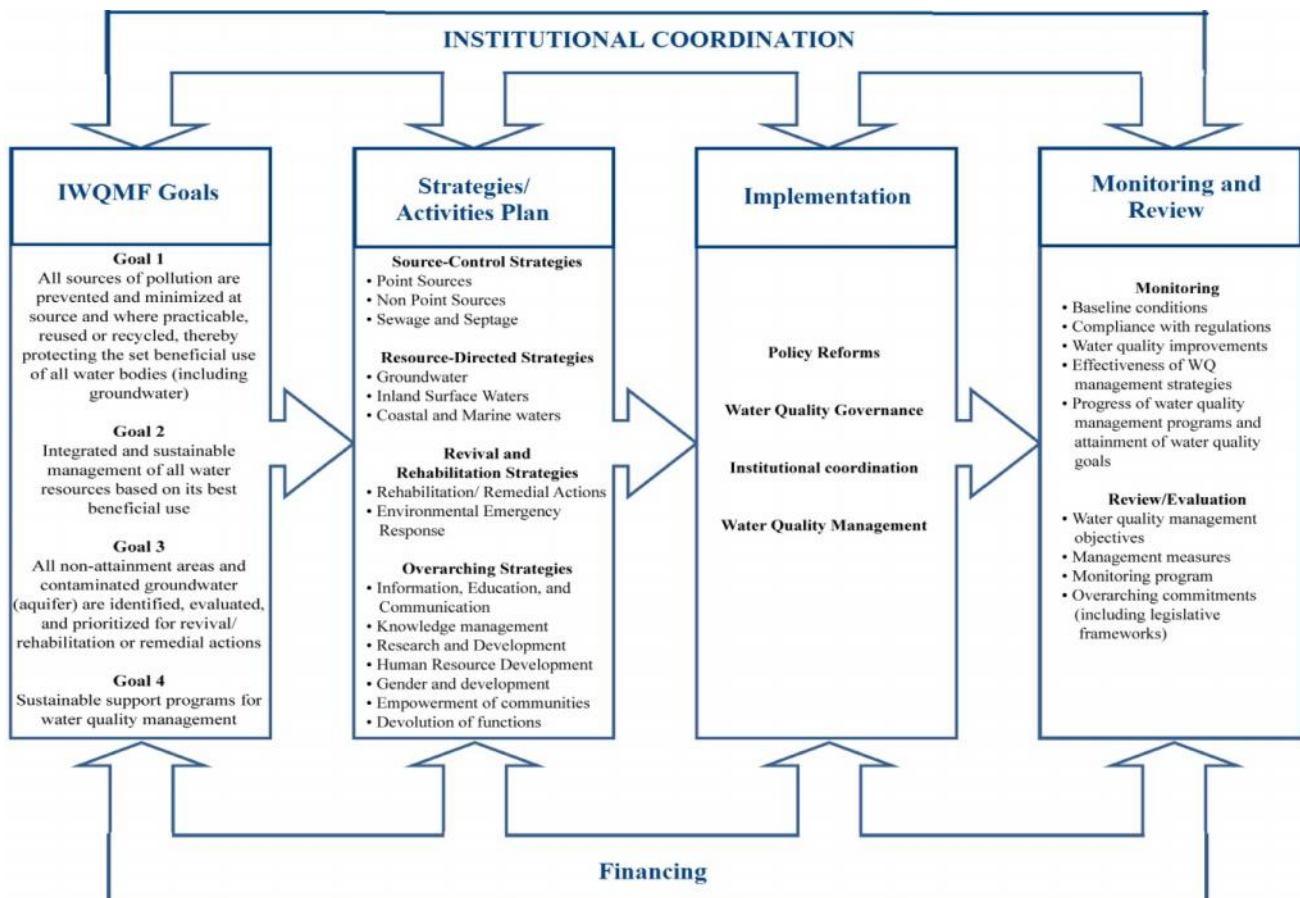 INSTITUTIONAL COORDINATION
IWQMF Goals
Goal 1
All sources of pollution are
prevented and minimized at
source and where practicable,
reused or recycled, thereby
protecting the set beneficial use
of all water bodies (including
groundwater)
Goal 2
Integrated and sustainable
management of all water
resources based on its best
beneficial use
Goal 3
All non-attainment areas and
contaminated groundwater
(aquifer) are identified, evaluated,
and prioritized for revival/
rehabilitation or remedial actions
Goal 4
Sustainable support programs for
water quality management
Strategies/
Activities Plan
Source-Control Strategies
• Point Sources
• Non Point Sources
• Sewage and Septage
Resource-Directed Strategies
• Groundwater
• Inland Surface Waters
• Coastal and Marine waters
Revival and
Rehabilitation Strategies
• Rehabilitation/ Remedial Actions
• Environmental Emergency
Response
Overarching Strategies
• Information, Education, and
Communication
• Knowledge management
• Research and Development
• Human Resource Development
• Gender and development
• Empowerment of communities
• Devolution of functions
Implementation
Policy Reforms
Water Quality Governance
Institutional coordination
Water Quality Management
Monitoring and
Review
Monitoring
• Baseline conditions
• Compliance with regulations
• Water quality improvements
• Effectiveness of WQ
management strategies
• Progress of water quality
management programs and
attainment of water quality
goals
Review/Evaluation
• Water quality management
objectives
• Management measures
• Monitoring program
• Overarching commitments
(including legislative
frameworks)
Financing